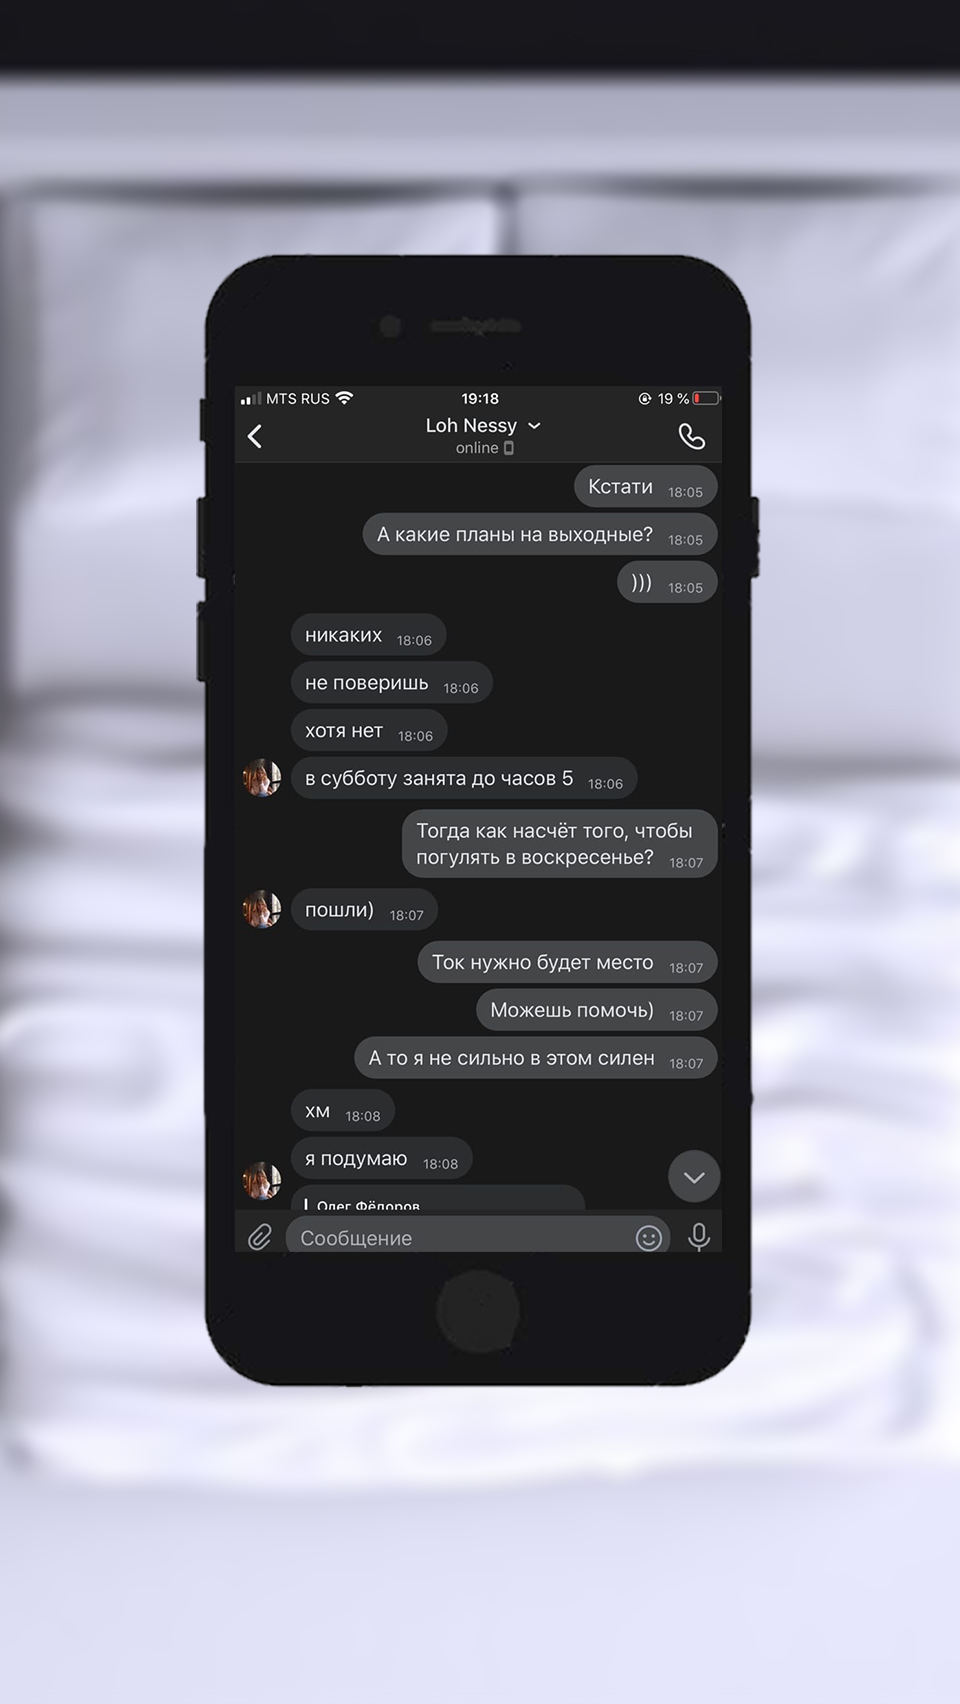 MTS RUS 19:18 19 %
Loh Nessy
online
Кстати 18:05
А какие планы на выходные? 18:05
))) 18:05
никаких 18:06
не поверишь 18:06
хотя нет 18:06
в субботу занята до часов 5 18:06
Тогда как насчёт того, чтобы
погулять в воскресенье? 18:07
пошли) 18:07
Ток нужно будет место 18:07
Можешь помочь) 18:07
А то я не сильно в этом силен 18:07
хм 18:08
я подумаю 18:08
Олег Фёдоров
Сообщение